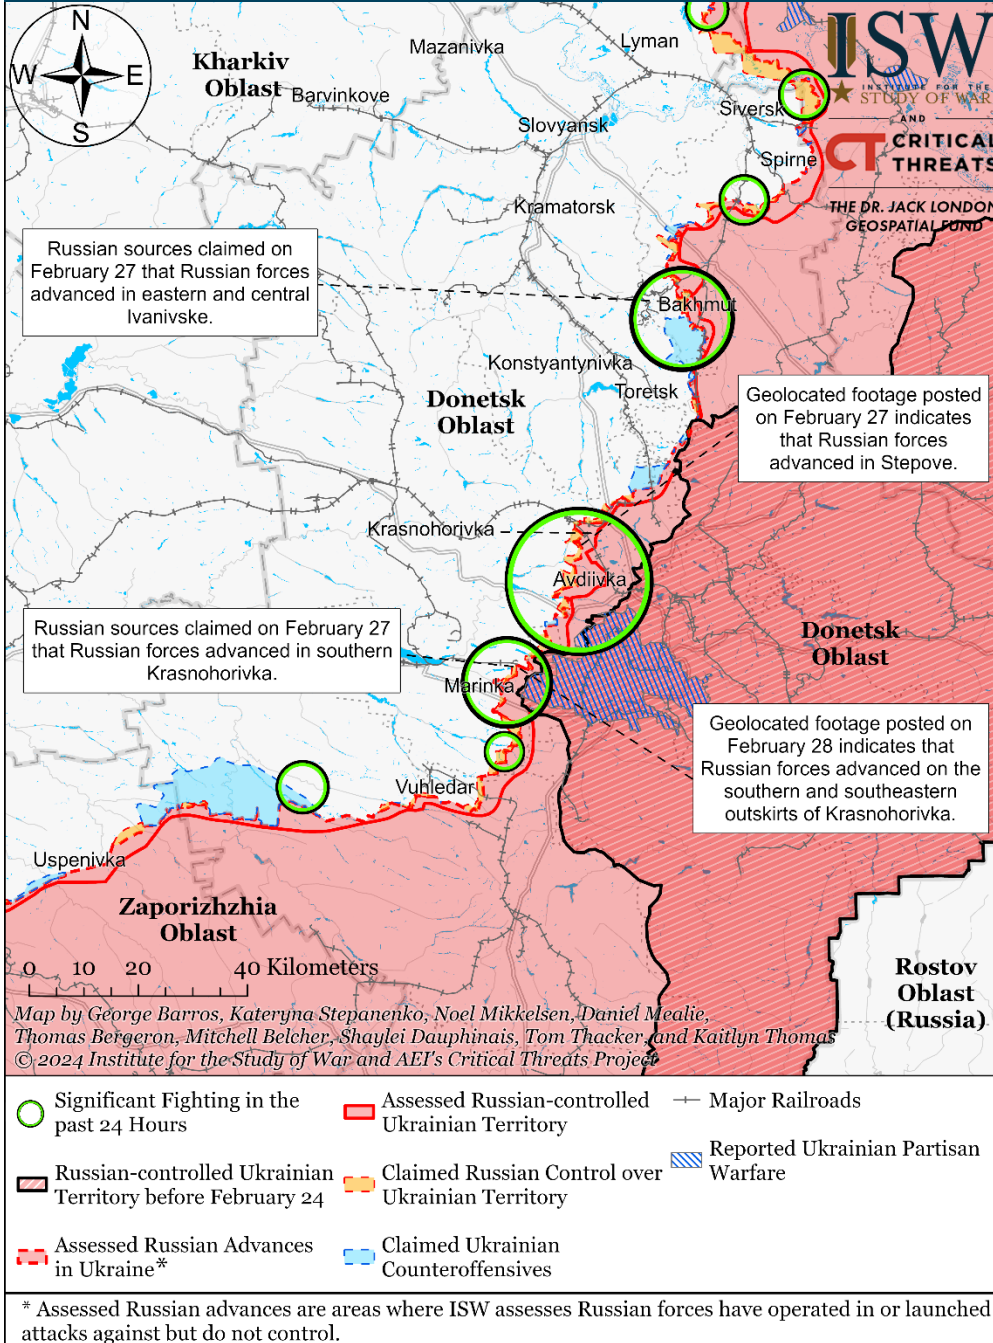 N
W
E
S
Kharkiv
Oblast
Mazanivka
Lyman
Barvinkove
Slovyansk
Siversk
Spirne
Kramatorsk
ISW
INSTITUTE FOR THE
STUDY OF WAR
AND
CT CRITICAL
THREATS
THE DR. JACK LONDON
GEOSPATIAL FUND
Russian sources claimed on
February 27 that Russian forces
advanced in eastern and central
Ivanivske.
Bakhmut
Konstyantynivka
Toretsk
Donetsk
Oblast
Geolocated footage posted
on February 27 indicates
that Russian forces
advanced in Stepove.
Krasnohorivka
Avdiivka
Russian sources claimed on February 27
that Russian forces advanced in southern
Krasnohorivka.
Donetsk
Oblast
Marinka
Geolocated footage posted on
February 28 indicates that
Russian forces advanced on the
southern and southeastern
outskirts of Krasnohorivka.
Vuhledar
Uspenivka
Zaporizhzhia
Oblast
Rostov
Oblast
(Russia)
0 10 20 40 Kilometers
Map by George Barros, Kateryna Stepanenko, Noel Mikkelsen, Daniel Mealie,
Thomas Bergeron, Mitchell Belcher, Shaylei Dauphinais, Tom Thacker, and Kaitlyn Thomas
© 2024 Institute for the Study of War and AEI's Critical Threats Project
Significant Fighting in the
past 24 Hours
Russian-controlled Ukrainian
Territory before February 24
Assessed Russian Advances
in Ukraine*
Assessed Russian-controlled
Ukrainian Territory
Claimed Russian Control over
Ukrainian Territory
Claimed Ukrainian
Counteroffensives
Major Railroads
Reported Ukrainian Partisan
Warfare
* Assessed Russian advances are areas where ISW assesses Russian forces have operated in or launched
attacks against but do not control.